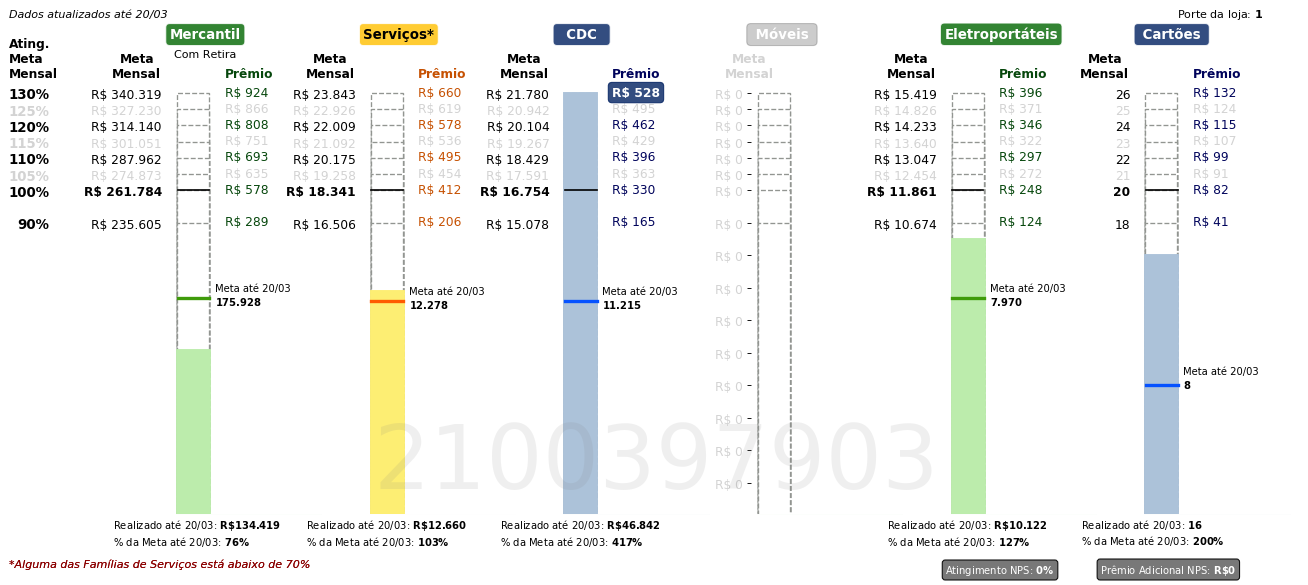 Dados atualizados até 20/03
Porte da loja: 1
Mercantil
Serviços*
CDC
Móveis
Eletroportáteis
Cartões
Com Retira
Ating. Meta Mensal
Meta Mensal Prêmio
Meta Mensal Prêmio
Meta Mensal Prêmio
Meta Mensal
Meta Mensal Prêmio
Meta Mensal Prêmio
130% R$ 340.319 R$ 924 R$ 23.843 R$ 660 R$ 21.780 R$ 528 R$ 0 R$ 15.419 R$ 396 26 R$ 132
125% R$ 327.230 R$ 866 R$ 22.926 R$ 619 R$ 20.942 R$ 495 R$ 0 R$ 14.826 R$ 371 25 R$ 124
120% R$ 314.140 R$ 808 R$ 22.009 R$ 578 R$ 20.104 R$ 462 R$ 0 R$ 14.233 R$ 346 24 R$ 115
115% R$ 301.051 R$ 751 R$ 21.092 R$ 536 R$ 19.267 R$ 429 R$ 0 R$ 13.640 R$ 322 23 R$ 107
110% R$ 287.962 R$ 693 R$ 20.175 R$ 495 R$ 18.429 R$ 396 R$ 0 R$ 13.047 R$ 297 22 R$ 99
105% R$ 274.873 R$ 635 R$ 19.258 R$ 454 R$ 17.591 R$ 363 R$ 0 R$ 12.454 R$ 272 21 R$ 91
100% R$ 261.784 R$ 578 R$ 18.341 R$ 412 R$ 16.754 R$ 330 R$ 0 R$ 11.861 R$ 248 20 R$ 82
90% R$ 235.605 R$ 289 R$ 16.506 R$ 206 R$ 15.078 R$ 165 R$ 0 R$ 10.674 R$ 124 18 R$ 41
R$ 0
R$ 0
R$ 0
R$ 0
R$ 0
R$ 0
R$ 0
R$ 0
Meta até 20/03
175.928
Meta até 20/03
12.278
Meta até 20/03
11.215
Meta até 20/03
7.970
Meta até 20/03
8
2100397903
Realizado até 20/03: R$134.419
% da Meta até 20/03: 76%
Realizado até 20/03: R$12.660
% da Meta até 20/03: 103%
Realizado até 20/03: R$46.842
% da Meta até 20/03: 417%
Realizado até 20/03: R$10.122
% da Meta até 20/03: 127%
Realizado até 20/03: 16
% da Meta até 20/03: 200%
*Alguma das Famílias de Serviços está abaixo de 70%
Atingimento NPS: 0%
Prêmio Adicional NPS: R$0